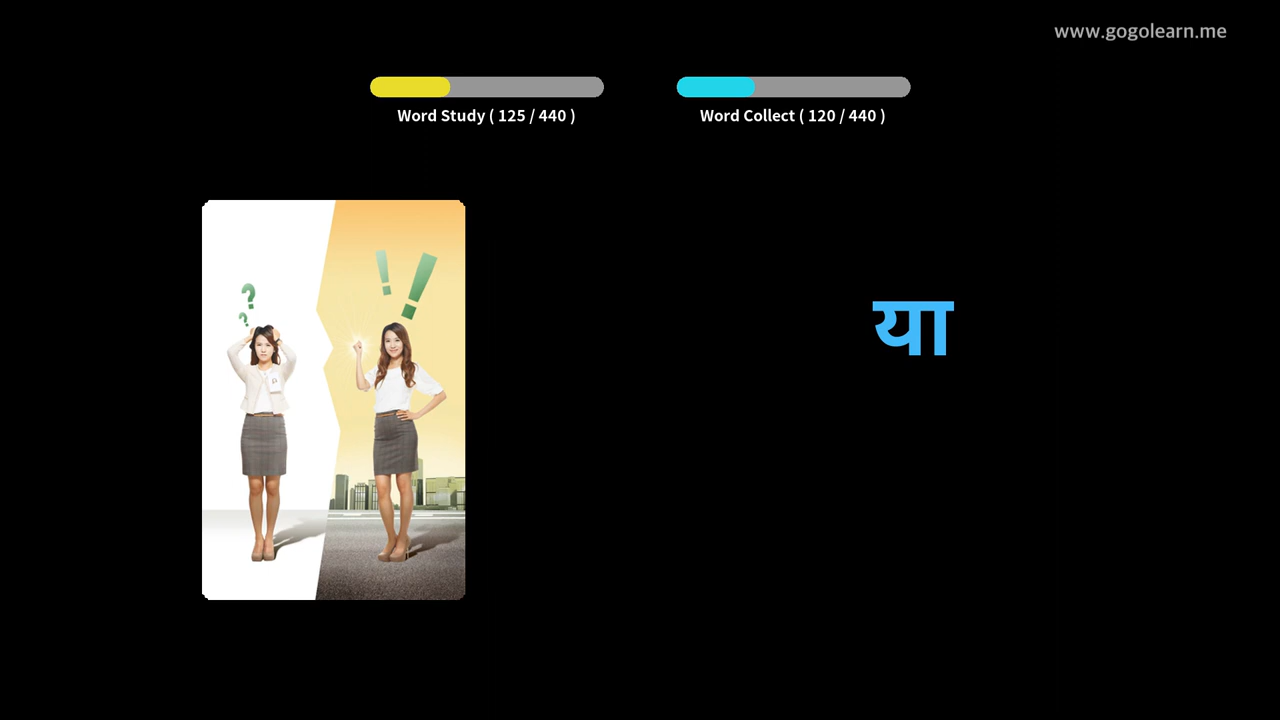 www.gogolearn.me
Word Study ( 125 / 440 )
Word Collect ( 120 / 440 )
? ! !
?
या